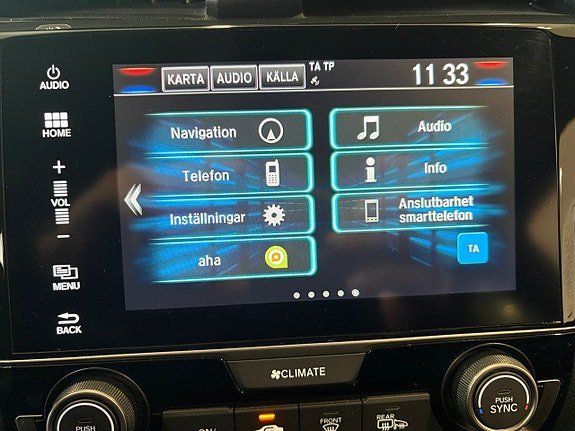 AUDIO
KARTA AUDIO KÄLLA TA TP 11 33
HOME
Navigation Audio
Telefon Info
VOL
Inställningar Anslutbarhet
smarttelefon
aha TA
MENU
BACK
CLIMATE
PUSH PUSH
SYNC
ON/ FRONT REAR